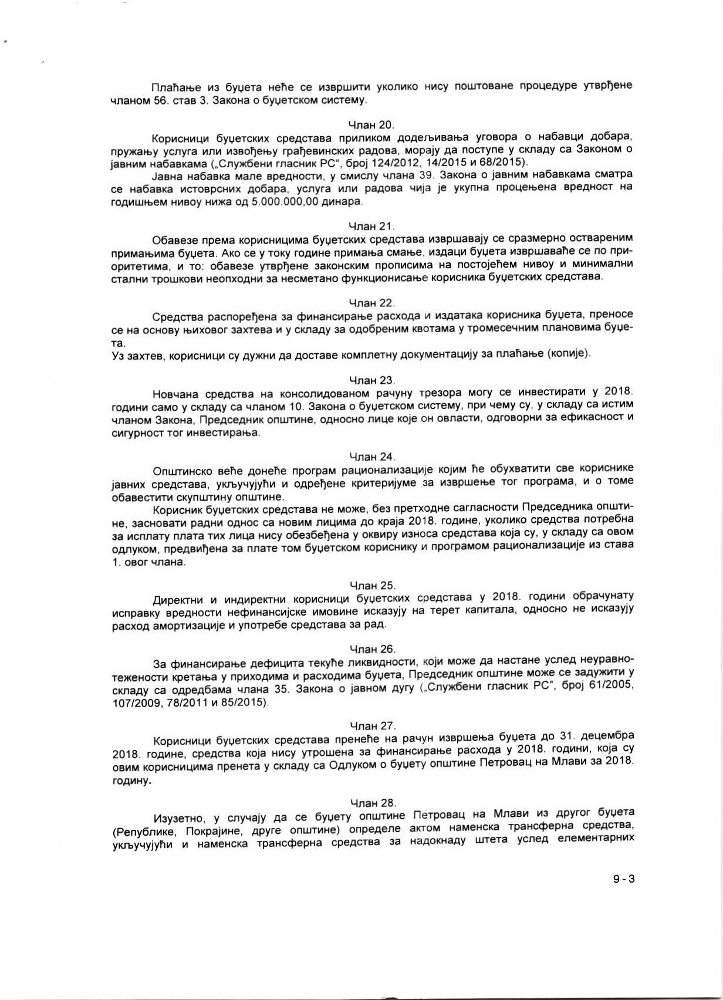 Плаћање из буџета неће се извршити уколико нису поштоване процедуре утврђене
чланом 56. став 3. Закона о буџетском систему.
Члан 20.
Корисници буџетских средстава приликом додељивања уговора о набавци добара,
пружању услуга или извођењу грађевинских радова, морају да поступе у складу са Законом о
јавним набавкама („Службени гласник РС“, број 124/2012, 14/2015 и 68/2015).
Јавна набавка мале вредности, у смислу члана 39. Закона о јавним набавкама сматра
се набавка истоврсних добара, услуга или радова чија је укупна процењена вредност на
годишњем нивоу нижа од 5.000.000,00 динара.
Члан 21.
Обавезе према корисницима буџетских средстава извршавају се сразмерно оствареним
примањима буџета. Ако се у току године примања смање, издаци буџета извршаваће се по при-
оритетима, и то: обавезе утврђене законским прописима на постојећем нивоу и минимални
стални трошкови неопходни за несметано функционисање корисника буџетских средстава.
Члан 22.
Средства распоређена за финансирање расхода и издатака корисника буџета, преносе
се на основу њиховог захтева и у складу за одобреним квотама у тромесечним плановима буџе-
та.
Уз захтев, корисници су дужни да доставе комплетну документацију за плаћање (копије).
Члан 23.
Новчана средства на консолидованом рачуну трезора могу се инвестирати у 2018.
години само у складу са чланом 10. Закона о буџетском систему, при чему су, у складу са истим
чланом Закона, Председник општине, односно лице које он овласти, одговорни за ефикасност и
сигурност тог инвестирања.
Члан 24.
Општинско веће донеће програм рационализације којим ће обухватити све кориснике
јавних средстава, укључујући и одређене критеријуме за извршење тог програма, и о томе
обавестити скупштину општине.
Корисник буџетских средстава не може, без претходне сагласности Председника општи-
не, засновати радни однос са новим лицима до краја 2018. године, уколико средства потребна
за исплату плата тих лица нису обезбеђена у оквиру износа средстава која су, у складу са овом
одлуком, предвиђена за плате том буџетском кориснику и програмом рационализације из става
1. овог члана.
Члан 25.
Директни и индиректни корисници буџетских средстава у 2018. години обрачунату
исправку вредности нефинансијске имовине исказују на терет капитала, односно не исказују
расход амортизације и употребе средстава за рад.
Члан 26.
За финансирање дефицита текуће ликвидности, који може да настане услед неуравно-
тежености кретања у приходима и расходима буџета, Председник општине може се задужити у
складу са одредбама члана 35. Закона о јавном дугу („Службени гласник РС”, број 61/2005,
107/2009, 78/2011 и 85/2015).
Члан 27.
Корисници буџетских средстава пренеће на рачун извршења буџета до 31. децембра
2018. године, средства која нису утрошена за финансирање расхода у 2018. години, која су
овим корисницима пренета у складу са Одлуком о буџету општине Петровац на Млави за 2018.
годину.
Члан 28.
Изузетно, у случају да се буџету општине Петровац на Млави из другог буџета
(Републике, Покрајине, друге општине) определе актом наменска трансферна средства,
укључујући и наменска трансферна средства за надокнаду штета услед елементарних
9 - 3